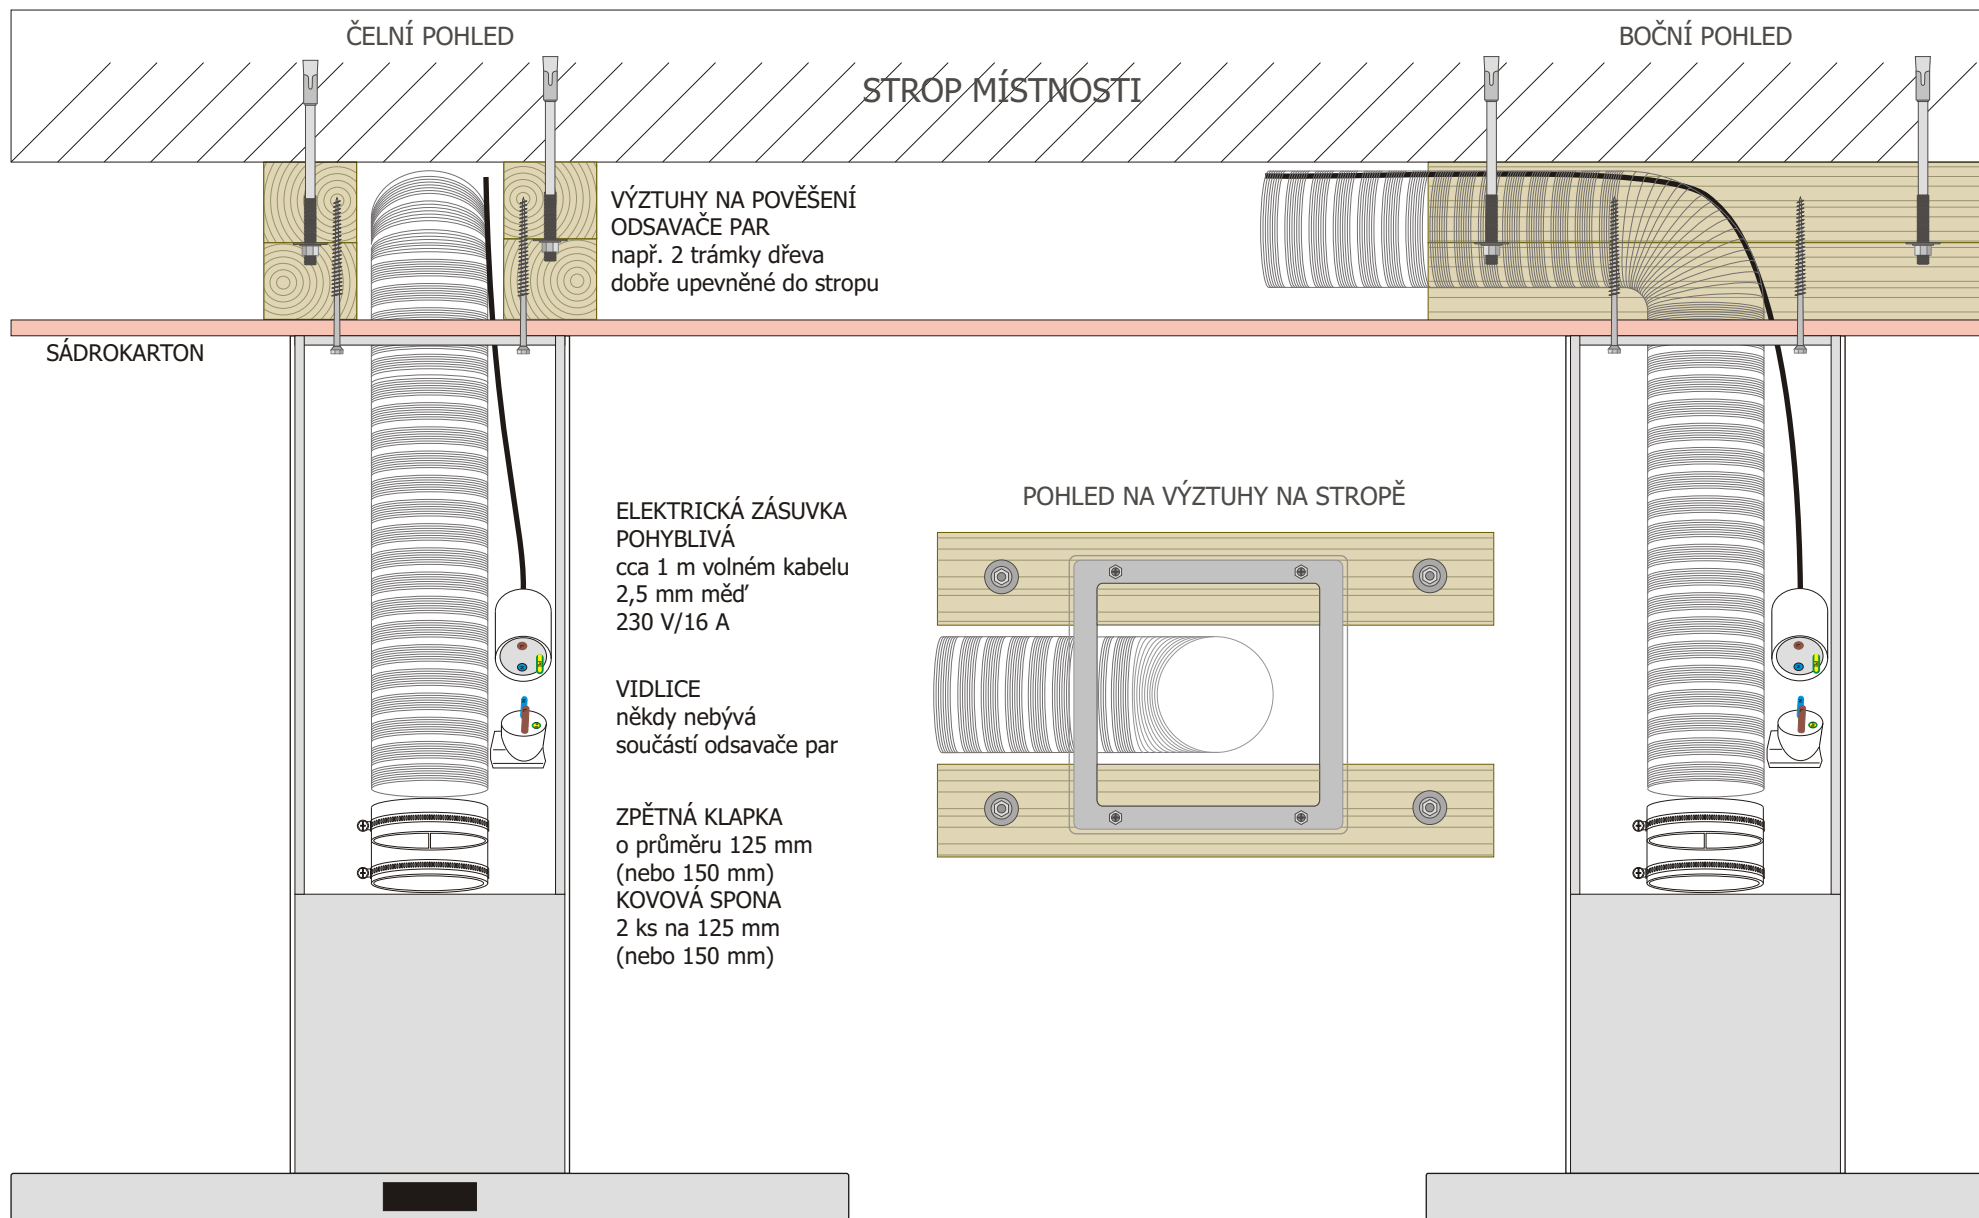 ČELNÍ POHLED
BOČNÍ POHLED
STROP MÍSTNOSTI
VÝZTUHY NA POVĚŠENÍ
ODSAVAČE PAR
např. 2 trámky dřeva
dobře upevněné do stropu
SÁDROKARTON
ELEKTRICKÁ ZÁSUVKA
POHYBLIVÁ
cca 1 m volném kabelu
2,5 mm měď
230 V/16 A
POHLED NA VÝZTUHY NA STROPĚ
VIDLICE
někdy nebývá
součástí odsavače par
ZPĚTNÁ KLAPKA
o průměru 125 mm
(nebo 150 mm)
KOVOVÁ SPONA
2 ks na 125 mm
(nebo 150 mm)